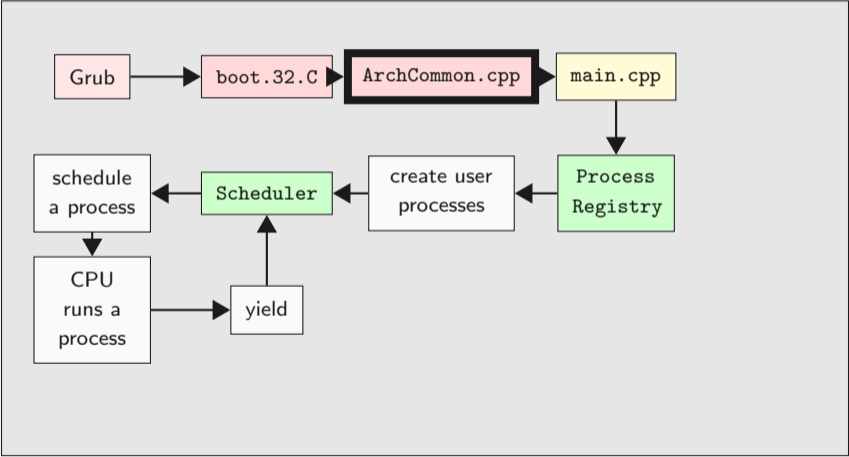 Grub
boot.32.C
ArchCommon.cpp
main.cpp
schedule
a process
Scheduler
create user
processes
Process
Registry
CPU
runs a
process
yield